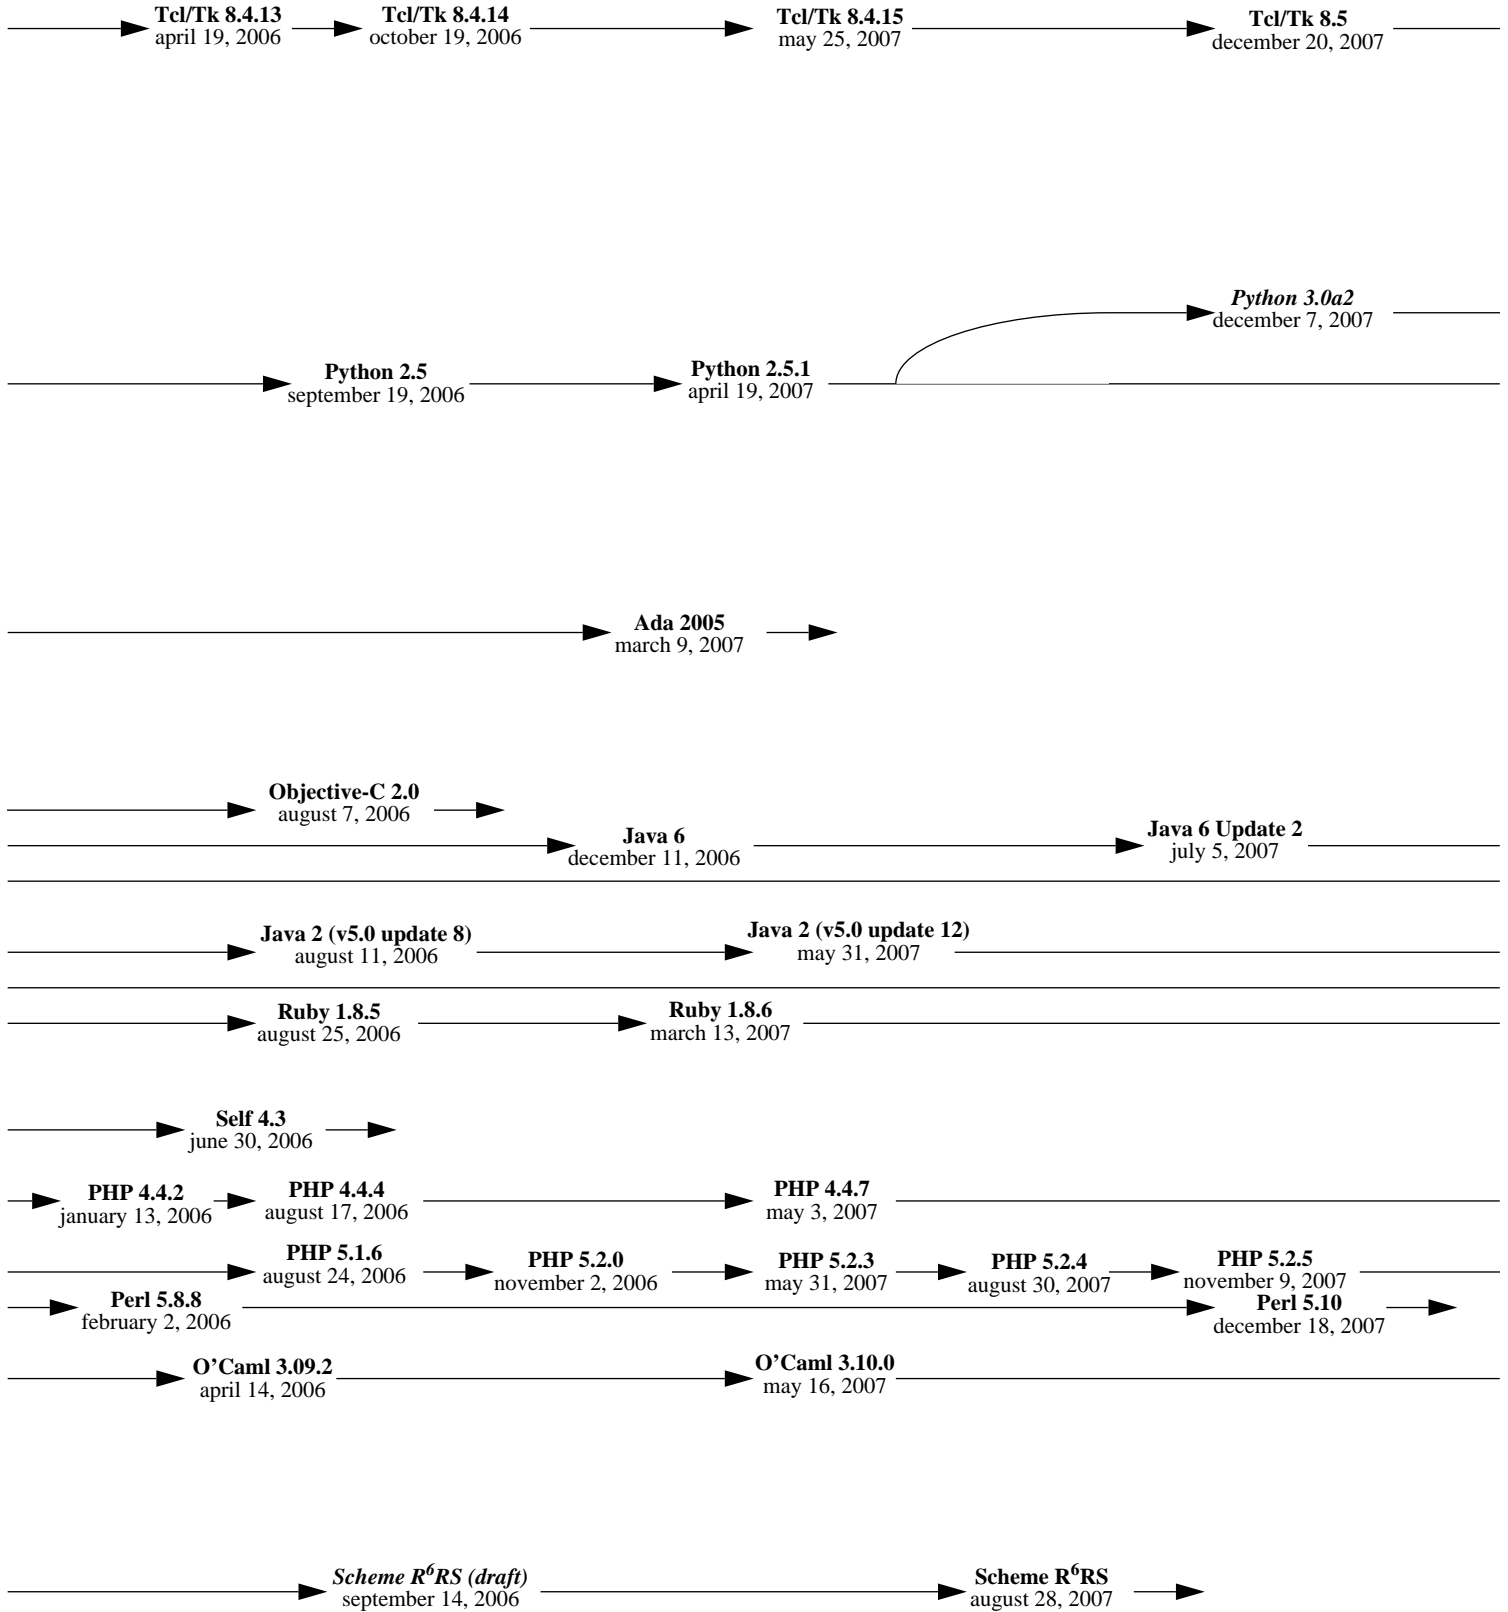 Tcl/Tk 8.4.13
april 19, 2006
Tcl/Tk 8.4.14
october 19, 2006
Tcl/Tk 8.4.15
may 25, 2007
Tcl/Tk 8.5
december 20, 2007
Python 3.0a2
december 7, 2007
Python 2.5
september 19, 2006
Python 2.5.1
april 19, 2007
Ada 2005
march 9, 2007
Objective-C 2.0
august 7, 2006
Java 6
december 11, 2006
Java 6 Update 2
july 5, 2007
Java 2 (v5.0 update 8)
august 11, 2006
Java 2 (v5.0 update 12)
may 31, 2007
Ruby 1.8.5
august 25, 2006
Ruby 1.8.6
march 13, 2007
Self 4.3
june 30, 2006
PHP 4.4.2
january 13, 2006
PHP 4.4.4
august 17, 2006
PHP 4.4.7
may 3, 2007
PHP 5.1.6
august 24, 2006
PHP 5.2.0
november 2, 2006
PHP 5.2.3
may 31, 2007
PHP 5.2.4
august 30, 2007
PHP 5.2.5
november 9, 2007
Perl 5.8.8
february 2, 2006
Perl 5.10
december 18, 2007
O’Caml 3.09.2
april 14, 2006
O’Caml 3.10.0
may 16, 2007
Scheme R⁶RS (draft)
september 14, 2006
Scheme R⁶RS
august 28, 2007